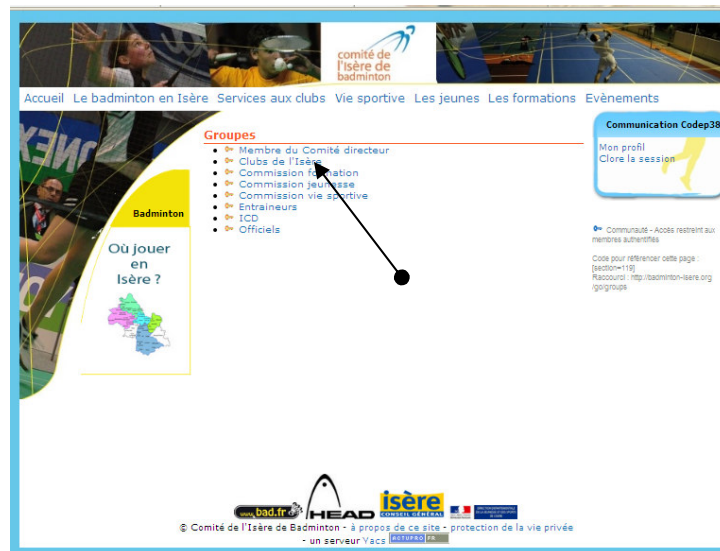 comité de
l'Isère de
badminton
Accueil Le badminton en Isère Services aux clubs Vie sportive Les jeunes Les formations Evènements
Groupes
Membre du Comité directeur
Clubs de l'Isère
Commission formation
Commission jeunesse
Commission vie sportive
Entraineurs
ICD
Officiels
Badminton
Où jouer
en
Isère ?
Communication Codep38
Mon profil
Clore la session
Communauté - Accès restreint aux
membres authentifiés
Code pour référencer cette page :
[section=119]
Raccourci : http://badminton-isere.org
/go/groups
www.bad.fr
HEAD
isère
CONSEIL GÉNÉRAL
© Comité de l'Isère de Badminton - à propos de ce site - protection de la vie privée
- un serveur Vacs ACTUPRO FR